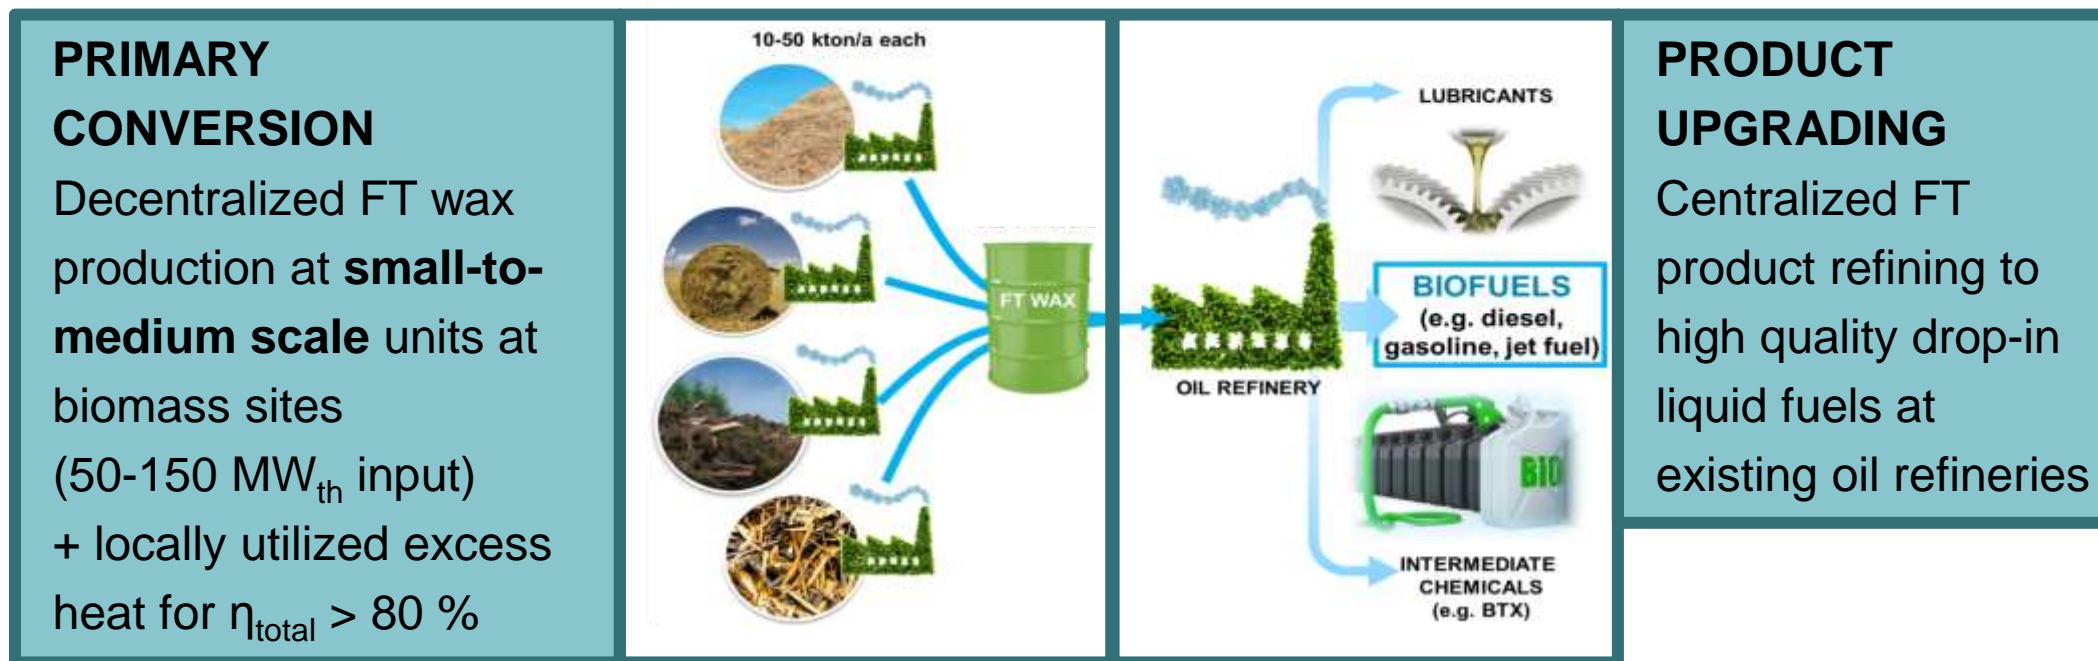 PRIMARY
CONVERSION
Decentralized FT wax
production at small-to-
medium scale units at
biomass sites
(50-150 MWth input)
+ locally utilized excess
heat for ηtotal > 80 %
10-50 kton/a each
FT WAX
OIL REFINERY
LUBRICANTS
BIOFUELS
(e.g. diesel,
gasoline, jet fuel)
BIO
INTERMEDIATE
CHEMICALS
(e.g. BTX)
PRODUCT
UPGRADING
Centralized FT
product refining to
high quality drop-in
liquid fuels at
existing oil refineries